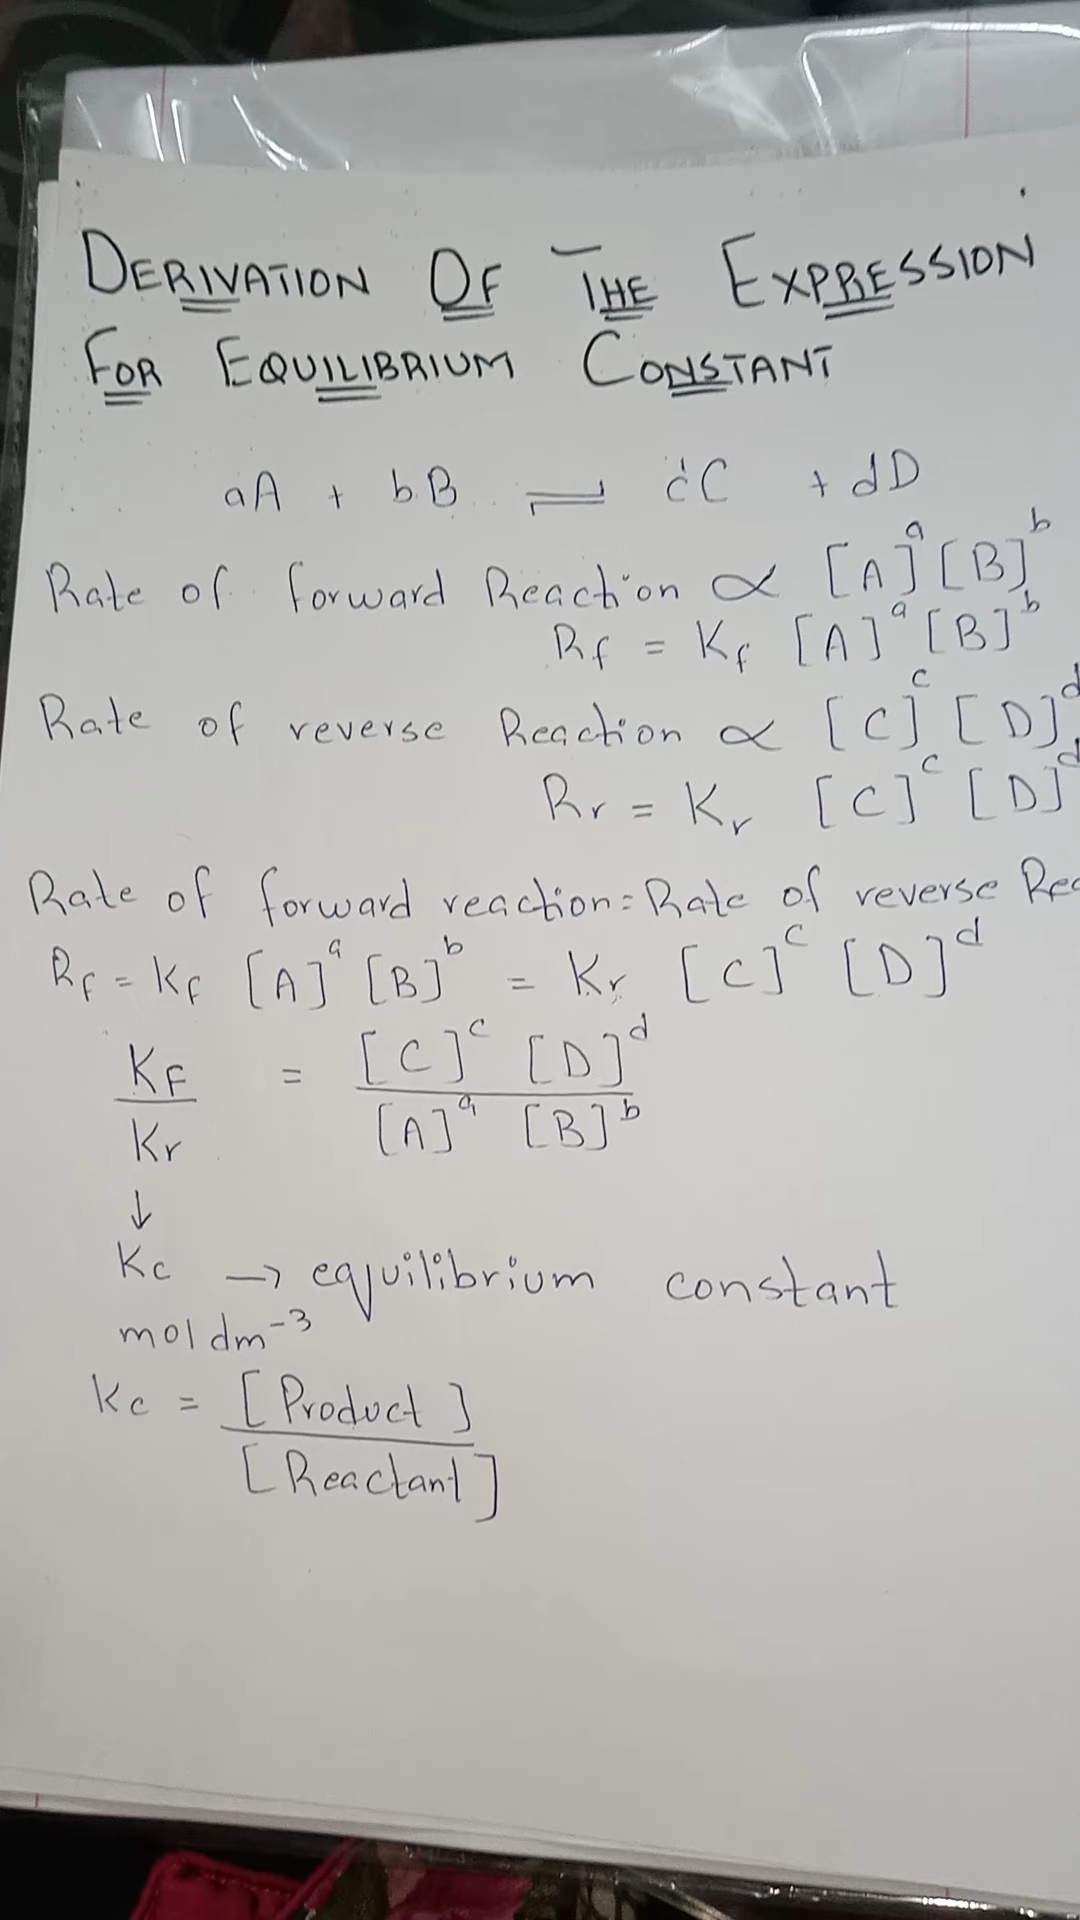 DERIVATION OF THE EXPRESSION
FOR EQUILIBRIUM CONSTANT
aA + bB ⇌ cC + dD
Rate of forward Reaction ∝ [A]^a [B]^b
Rf = Kf [A]^a [B]^b
Rate of reverse Reaction ∝ [C]^c [D]^d
Rr = Kr [C]^c [D]^d
Rate of forward reaction = Rate of reverse
Rf = Kf [A]^a [B]^b = Kr [C]^c [D]^d
KF / Kr = [C]^c [D]^d / [A]^a [B]^b
↓
Kc → equilibrium constant
mol dm^-3
Kc = [Product] / [Reactant]